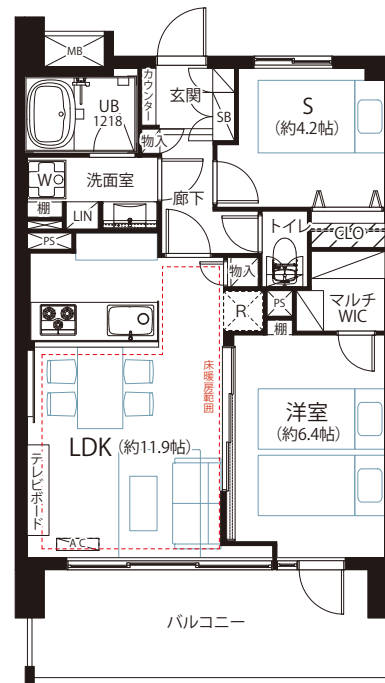 MB
カウンター
玄関
UB
1218
S
(約4.2帖)
物入
SB
W
洗面室
廊下
棚
LIN
トイレ
CLO
PS
物入
マルチ
WIC
R
PS
棚
床暖房範囲
洋室
(約6.4帖)
LDK (約11.9帖)
テレビボード
AC
バルコニー